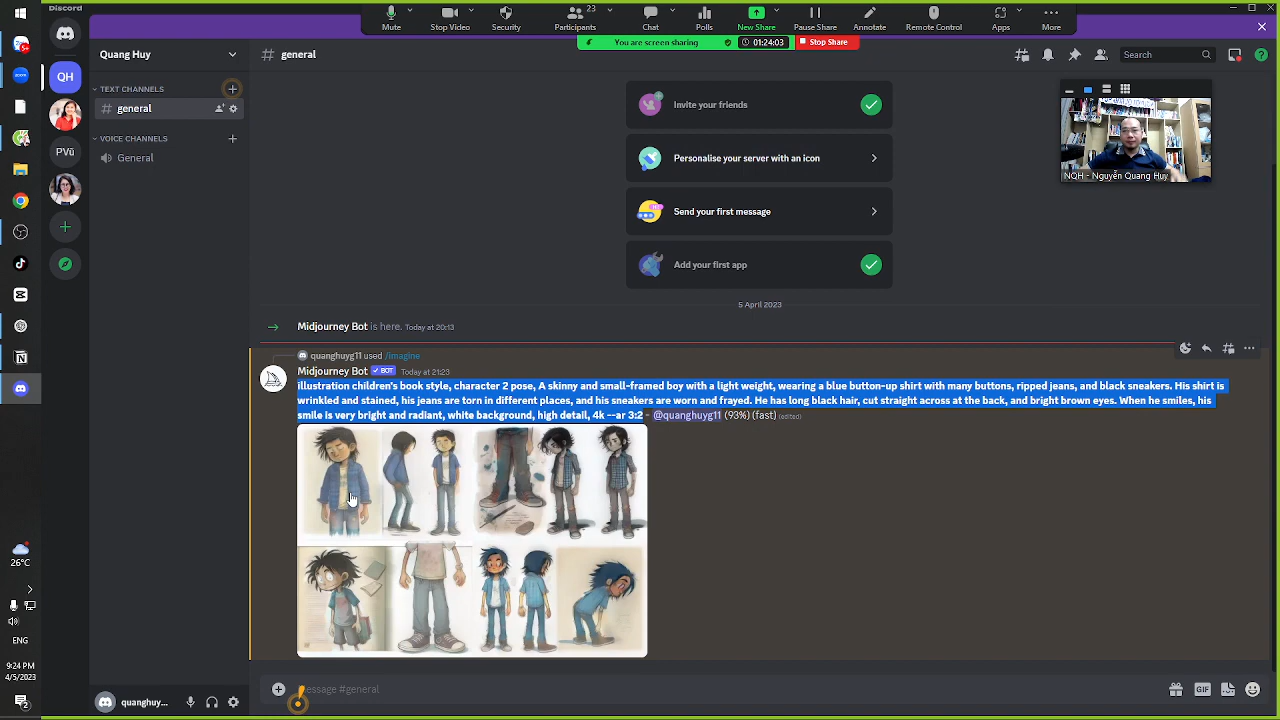 Discord
Mute
Stop Video
Security
Participants
23
Chat
Polls
New Share
Pause Share
Annotate
Remote Control
Apps
More
You are screen sharing
01:24:03
Stop Share
Quang Huy
general
Search
QH
TEXT CHANNELS
general
Invite your friends
PVũ
VOICE CHANNELS
General
Personalise your server with an icon
NQH - Nguyễn Quang Huy
Send your first message
Add your first app
5 April 2023
Midjourney Bot is here. Today at 20:13
quanghuyg11 used /imagine
Midjourney Bot BOT Today at 21:23
illustration children's book style, character 2 pose, A skinny and small-framed boy with a light weight, wearing a blue button-up shirt with many buttons, ripped jeans, and black sneakers. His shirt is
wrinkled and stained, his jeans are torn in different places, and his sneakers are worn and frayed. He has long black hair, cut straight across at the back, and bright brown eyes. When he smiles, his
smile is very bright and radiant, white background, high detail, 4k --ar 3:2 - @quanghuyg11 (93%) (fast) (edited)
26°C
ENG
9:24 PM
4/5/2023
2
quanghuy...
essage #general
GIF